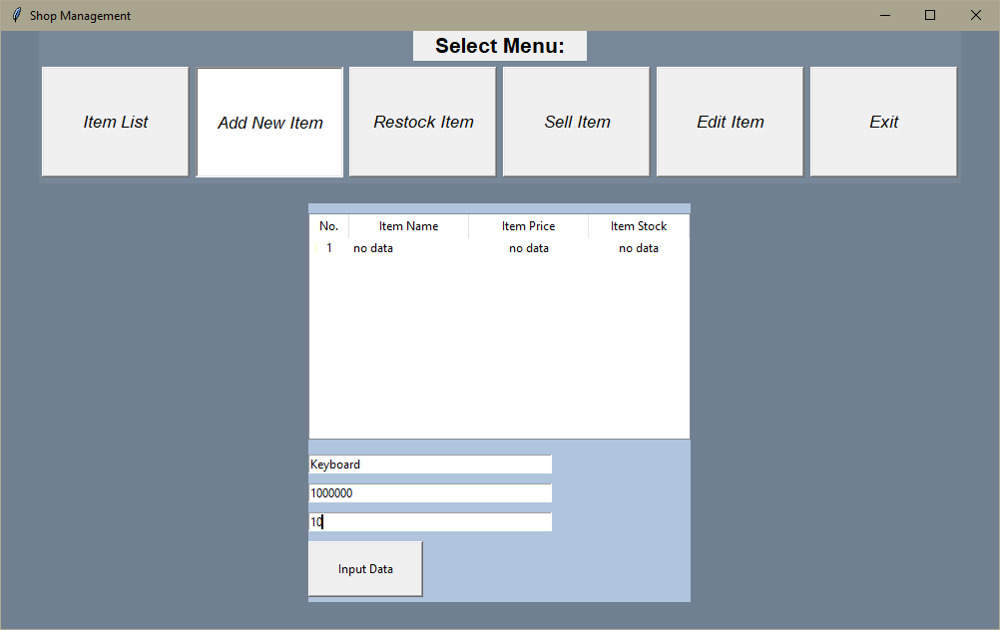 Shop Management
Select Menu:
Item List Add New Item Restock Item Sell Item Edit Item Exit
No. Item Name Item Price Item Stock
1 no data no data no data
Keyboard
1000000
10
Input Data